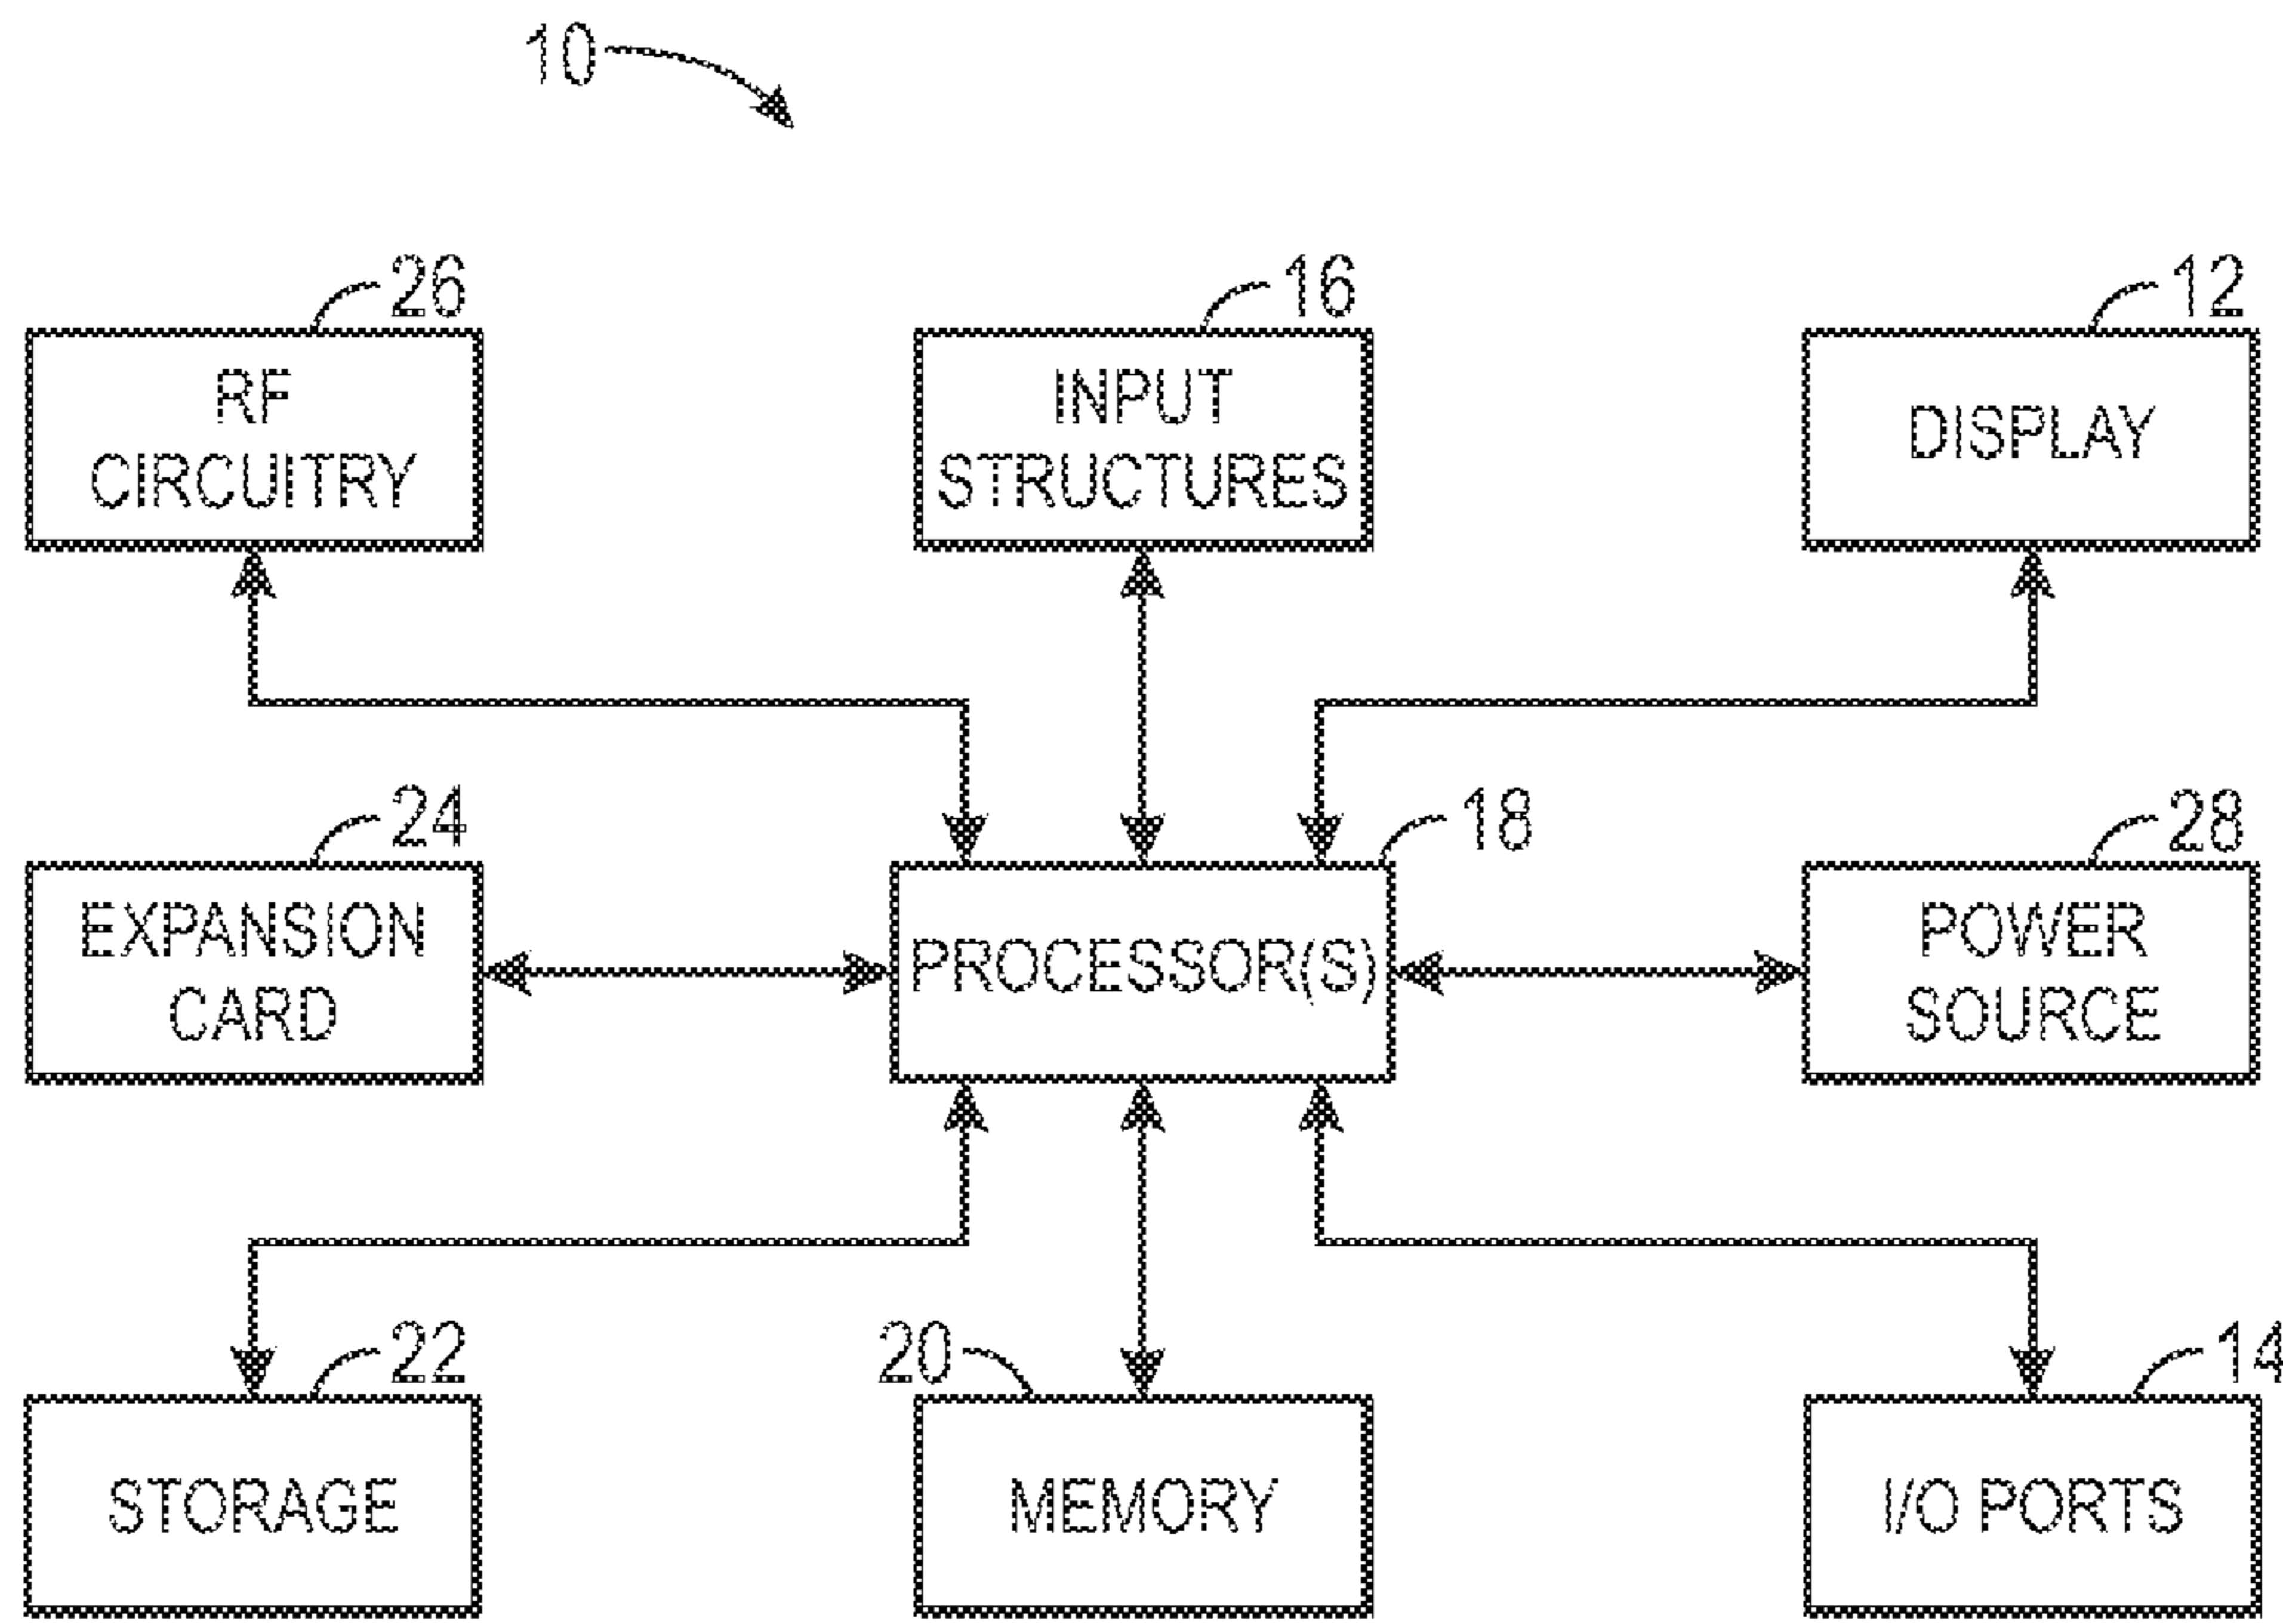 10
26
16
12
RF
CIRCUITRY
INPUT
STRUCTURES
DISPLAY
24
18
28
EXPANSION
CARD
PROCESSOR(S)
POWER
SOURCE
22
20
14
STORAGE
MEMORY
I/O PORTS